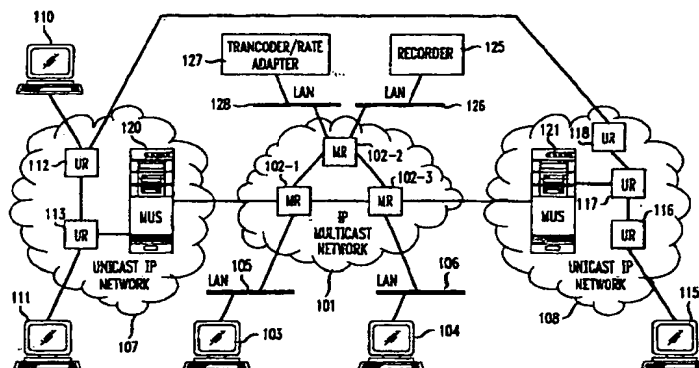 110
127
TRANCODER/RATE
ADAPTER
RECORDER
125
LAN
LAN
128
126
120
121
118
UR
MR
102-2
112
UR
102-1
102-3
UR
117
113
UR
MUS
MR
MR
MUS
UR
116
IP
MULTICAST
NETWORK
UNICAST IP
NETWORK
UNICAST IP
NETWORK
111
LAN
105
101
LAN
106
115
107
103
104
108